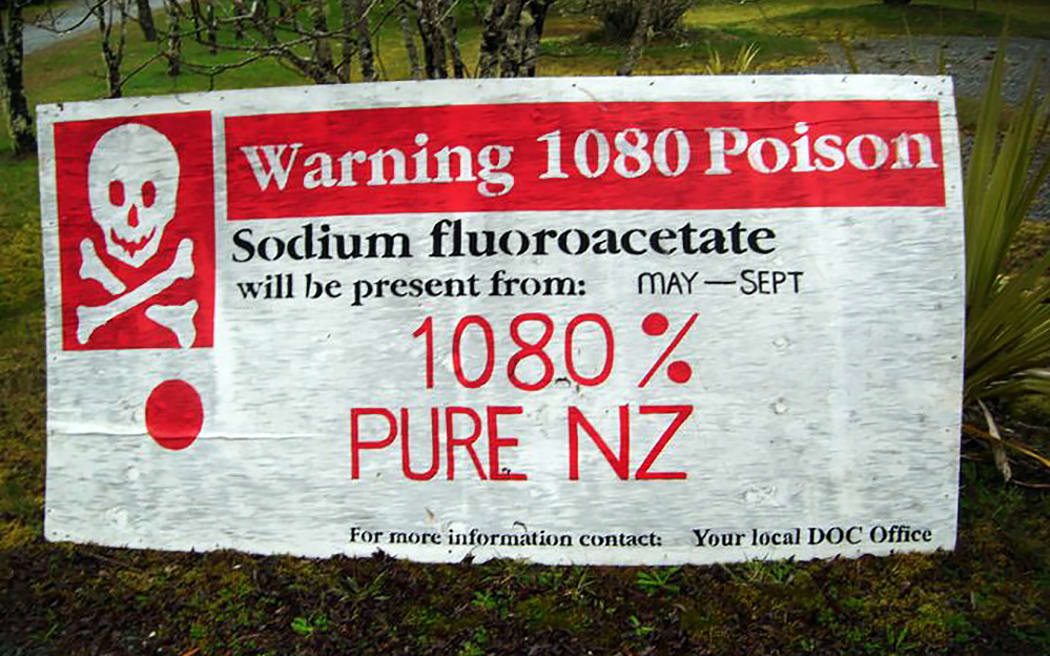 Warning 1080 Poison
Sodium fluoroacetate
will be present from: MAY — SEPT
1080 %
PURE NZ
For more information contact: Your local DOC Office